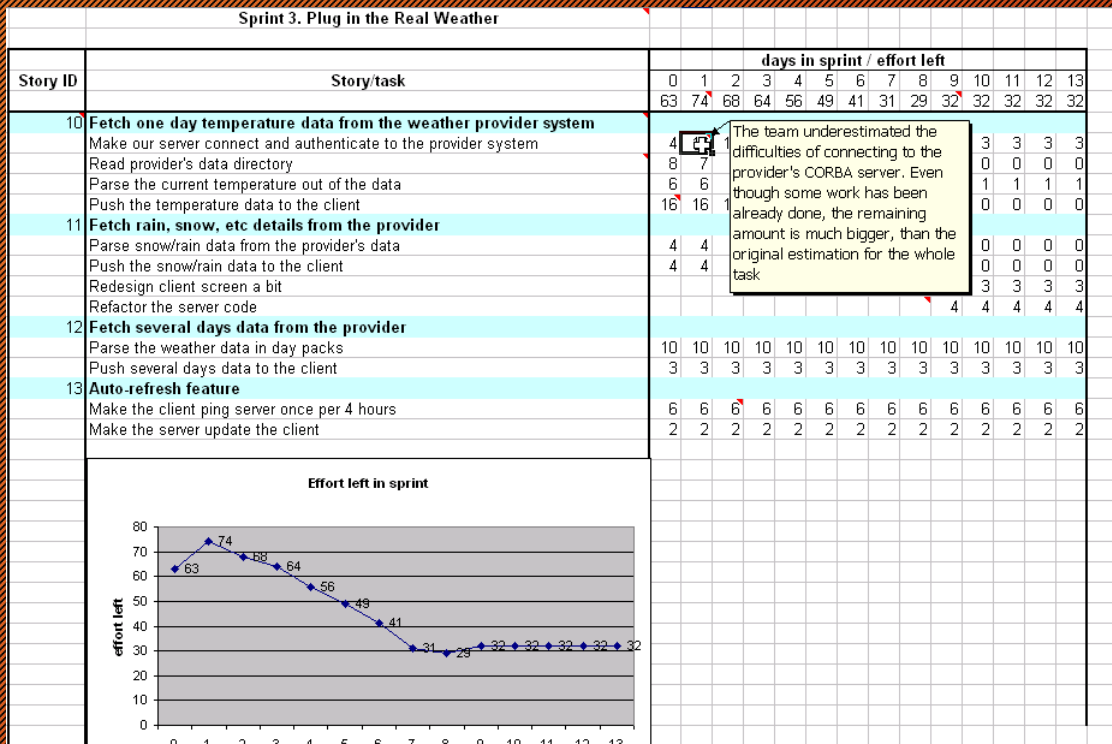 Sprint 3. Plug in the Real Weather
days in sprint / effort left
Story ID Story/task 0 1 2 3 4 5 6 7 8 9 10 11 12 13
63 74 68 64 56 49 41 31 29 32 32 32 32 32
10 Fetch one day temperature data from the weather provider system
Make our server connect and authenticate to the provider system 4 3 3 3 3
Read provider's data directory 8 7 0 0 0 0
Parse the current temperature out of the data 6 6 1 1 1 1
Push the temperature data to the client 16 16 0 0 0 0
11 Fetch rain, snow, etc details from the provider
Parse snow/rain data from the provider's data 4 4 0 0 0 0
Push the snow/rain data to the client 4 4 0 0 0 0
Redesign client screen a bit 3 3 3 3
Refactor the server code 4 4 4 4 4
The team underestimated the
difficulties of connecting to the
provider's CORBA server. Even
though some work has been
already done, the remaining
amount is much bigger, than the
original estimation for the whole
task
12 Fetch several days data from the provider
Parse the weather data in day packs 10 10 10 10 10 10 10 10 10 10 10 10 10 10
Push several days data to the client 3 3 3 3 3 3 3 3 3 3 3 3 3 3
13 Auto-refresh feature
Make the client ping server once per 4 hours 6 6 6 6 6 6 6 6 6 6 6 6 6 6
Make the server update the client 2 2 2 2 2 2 2 2 2 2 2 2 2 2
Effort left in sprint
effort left
80
70
60
50
40
30
20
10
0
63 74 68 64 56 49 41 31 29 32 32 32 32 32
0 1 2 3 4 5 6 7 8 9 10 11 12 13